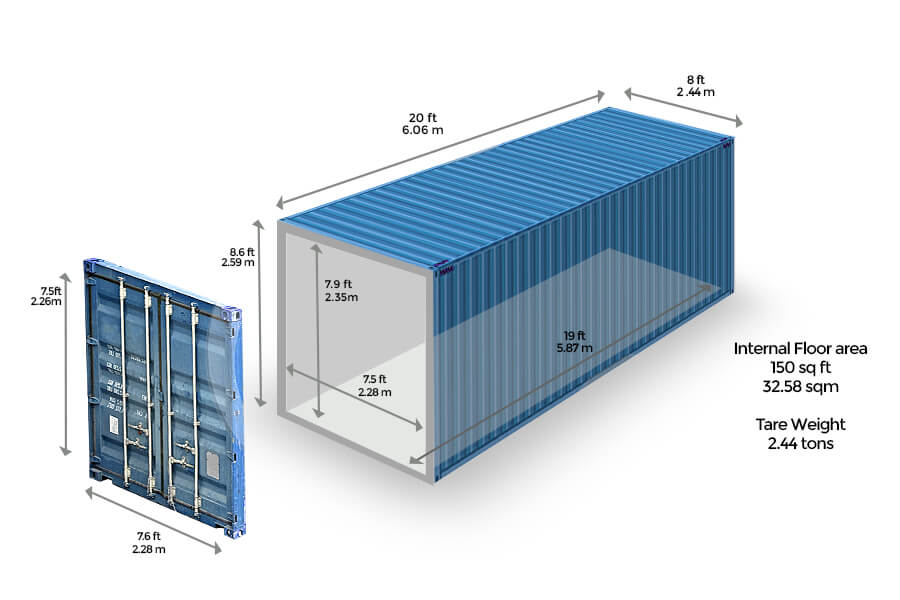 8 ft
2.44 m
20 ft
6.06 m
8.6 ft
2.59 m
7.9 ft
2.35m
7.5ft
2.26m
19 ft
5.87 m
7.5 ft
2.28 m
Internal Floor area
150 sq ft
32.58 sqm
Tare Weight
2.44 tons
7.6 ft
2.28 m